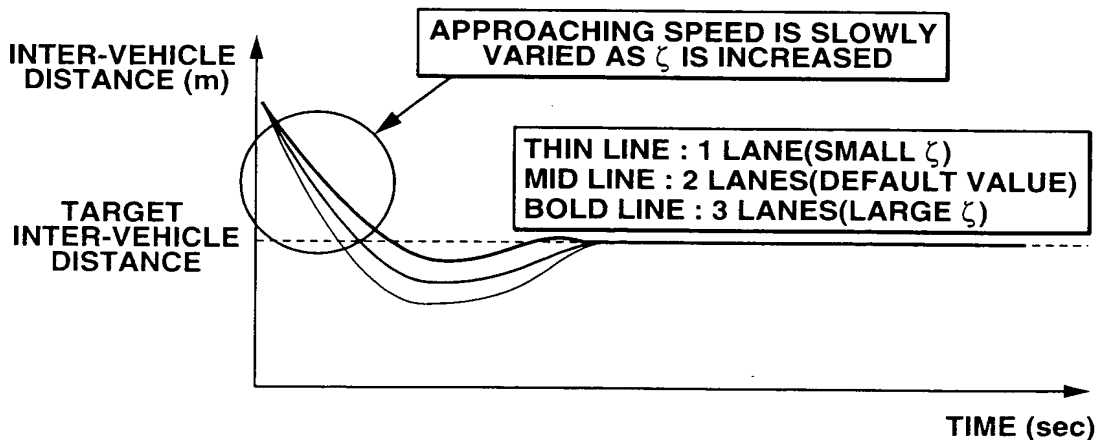 INTER-VEHICLE
DISTANCE (m)
APPROACHING SPEED IS SLOWLY
VARIED AS ζ IS INCREASED
THIN LINE : 1 LANE(SMALL ζ)
MID LINE : 2 LANES(DEFAULT VALUE)
BOLD LINE : 3 LANES(LARGE ζ)
TARGET
INTER-VEHICLE
DISTANCE
TIME (sec)